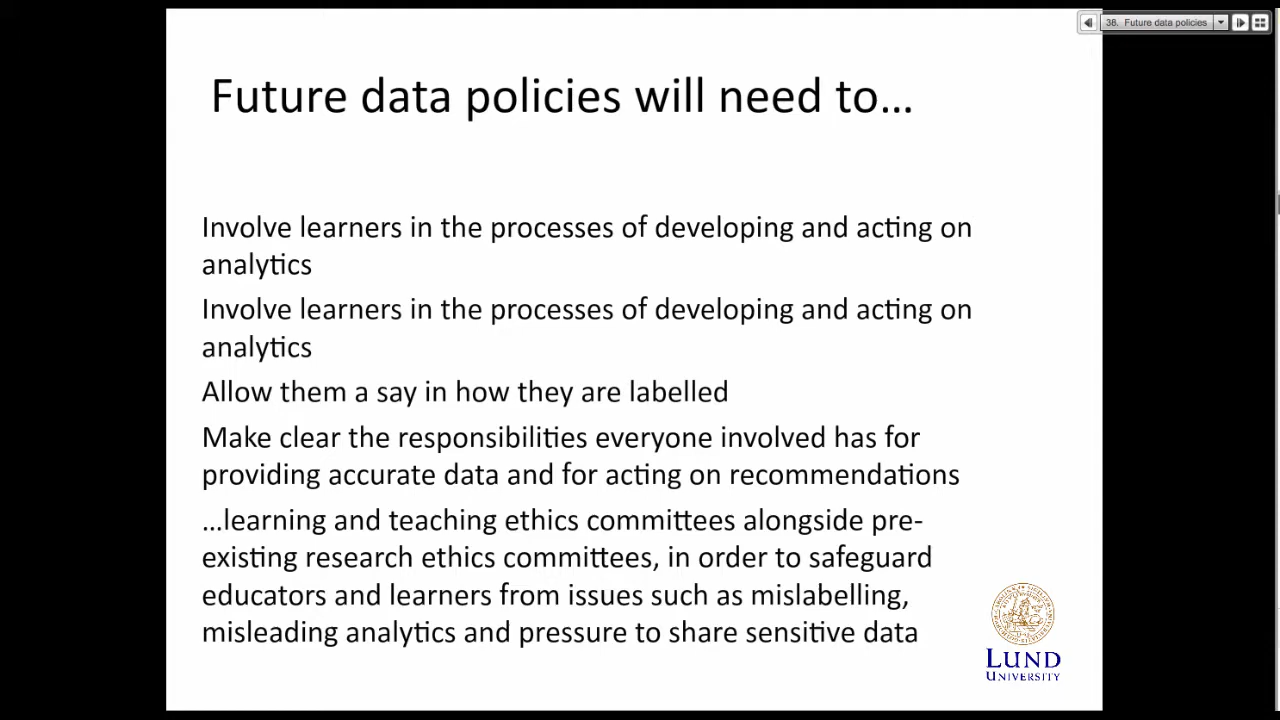 38. Future data policies
Future data policies will need to...
Involve learners in the processes of developing and acting on
analytics
Involve learners in the processes of developing and acting on
analytics
Allow them a say in how they are labelled
Make clear the responsibilities everyone involved has for
providing accurate data and for acting on recommendations
...learning and teaching ethics committees alongside pre-
existing research ethics committees, in order to safeguard
educators and learners from issues such as mislabelling,
misleading analytics and pressure to share sensitive data
LUND
UNIVERSITY